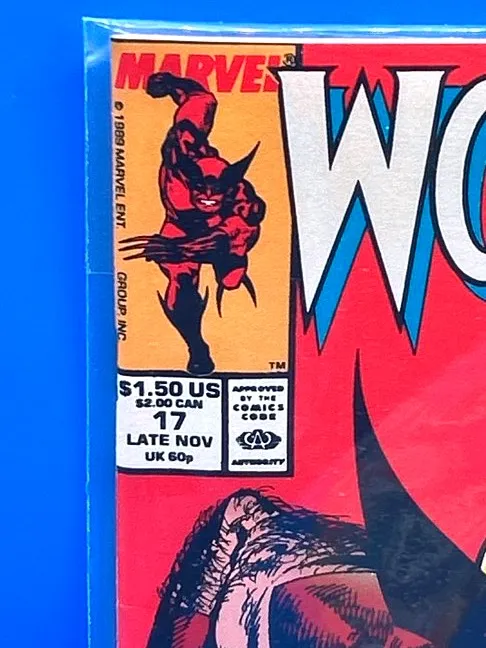 MARVEL®
WO
© 1989 MARVEL ENT. GROUP, INC.
TM
$1.50 US
$2.00 CAN
17
LATE NOV
UK 60p
APPROVED
BY THE
COMICS
CODE
CA
AUTHORITY